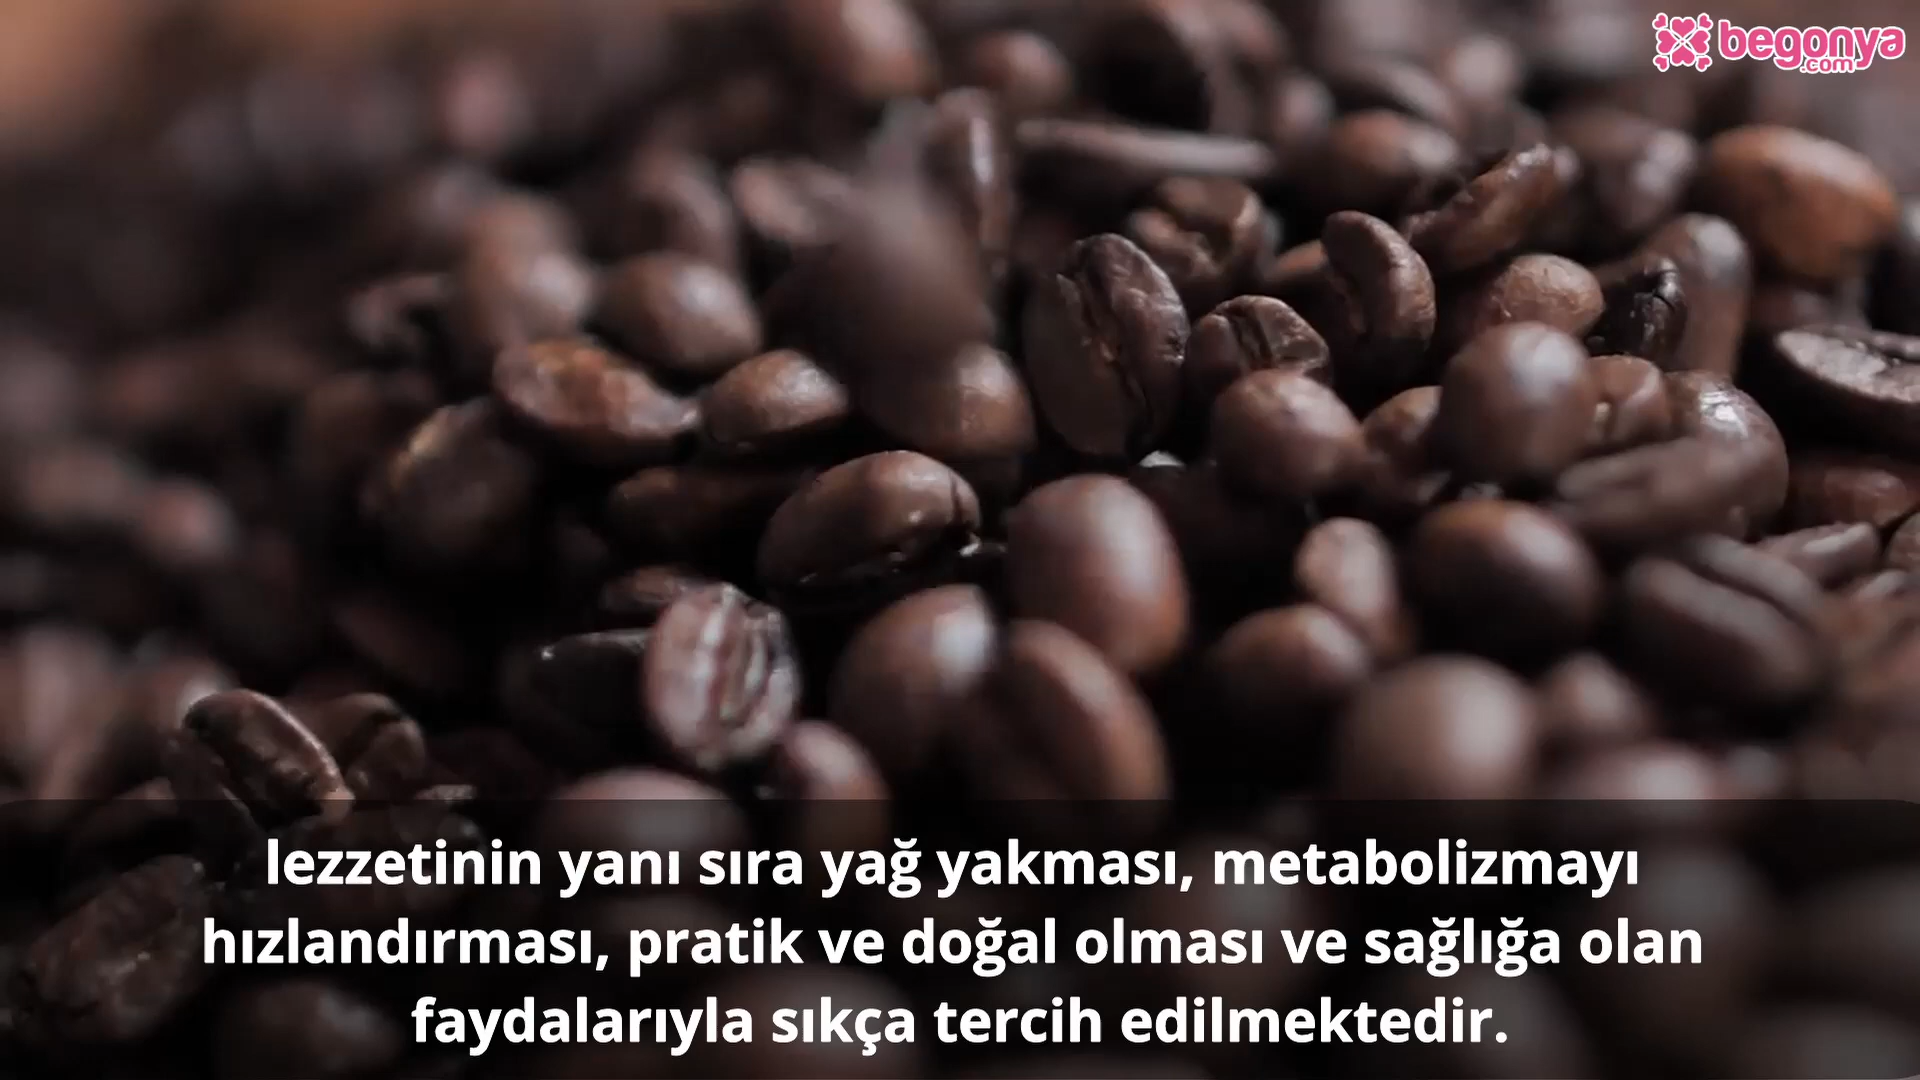 begonya
.com
lezzetinin yanı sıra yağ yakması, metabolizmayı
hızlandırması, pratik ve doğal olması ve sağlığa olan
faydalarıyla sıkça tercih edilmektedir.